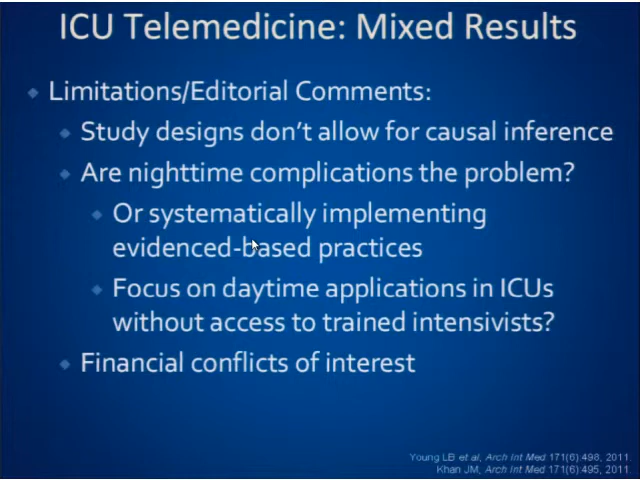 ICU Telemedicine: Mixed Results
Limitations/Editorial Comments:
Study designs don't allow for causal inference
Are nighttime complications the problem?
Or systematically implementing
evidenced-based practices
Focus on daytime applications in ICUs
without access to trained intensivists?
Financial conflicts of interest
Young LB et al, Arch Int Med 171(6):498, 2011
Khan JM, Arch Int Med 171(6):495, 2011